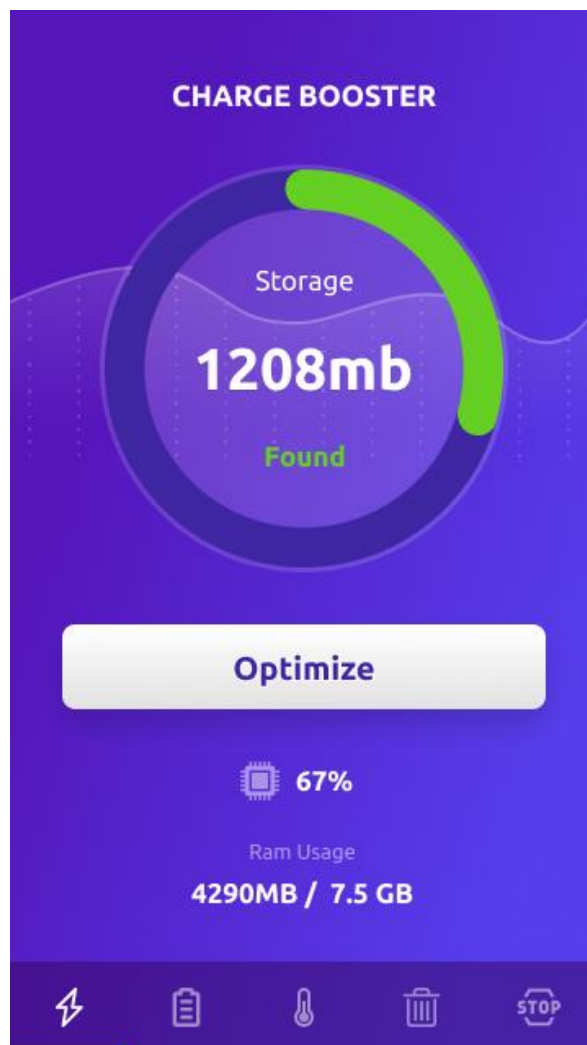 CHARGE BOOSTER
Storage
1208mb
Found
Optimize
67%
Ram Usage
4290MB / 7.5 GB
STOP